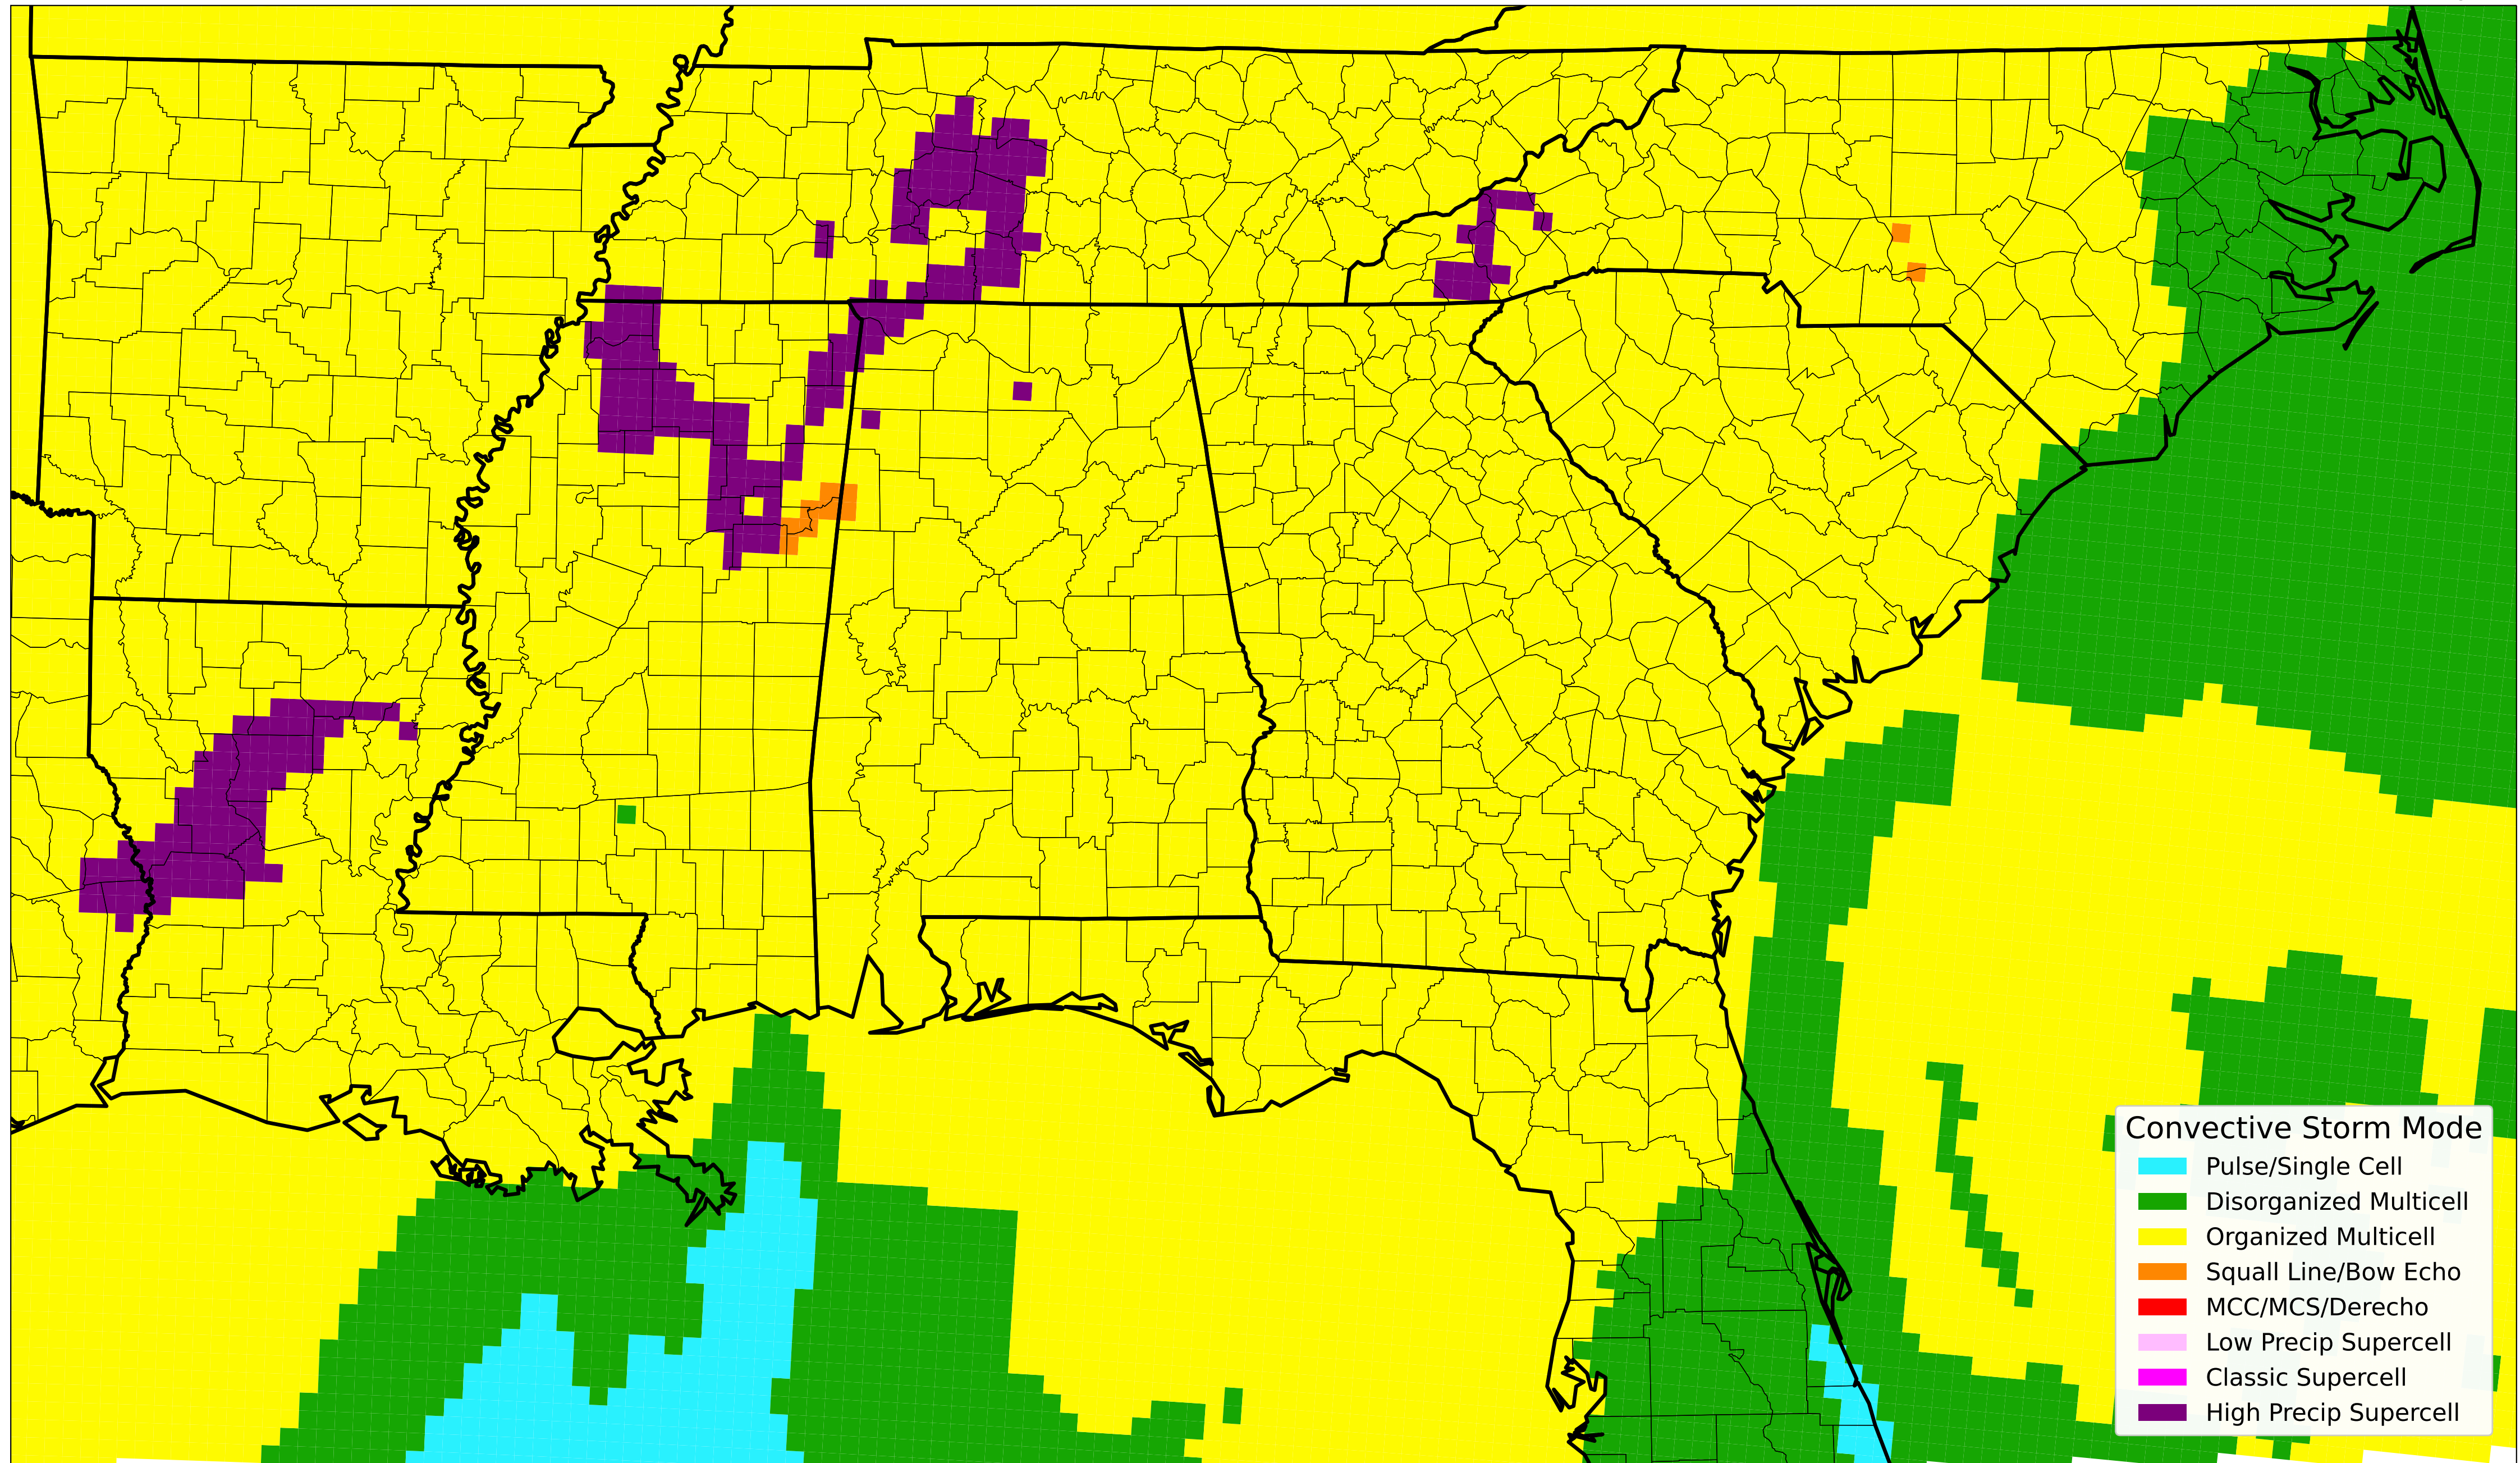 Convective Storm Mode
Pulse/Single Cell
Disorganized Multicell
Organized Multicell
Squall Line/Bow Echo
MCC/MCS/Derecho
Low Precip Supercell
Classic Supercell
High Precip Supercell